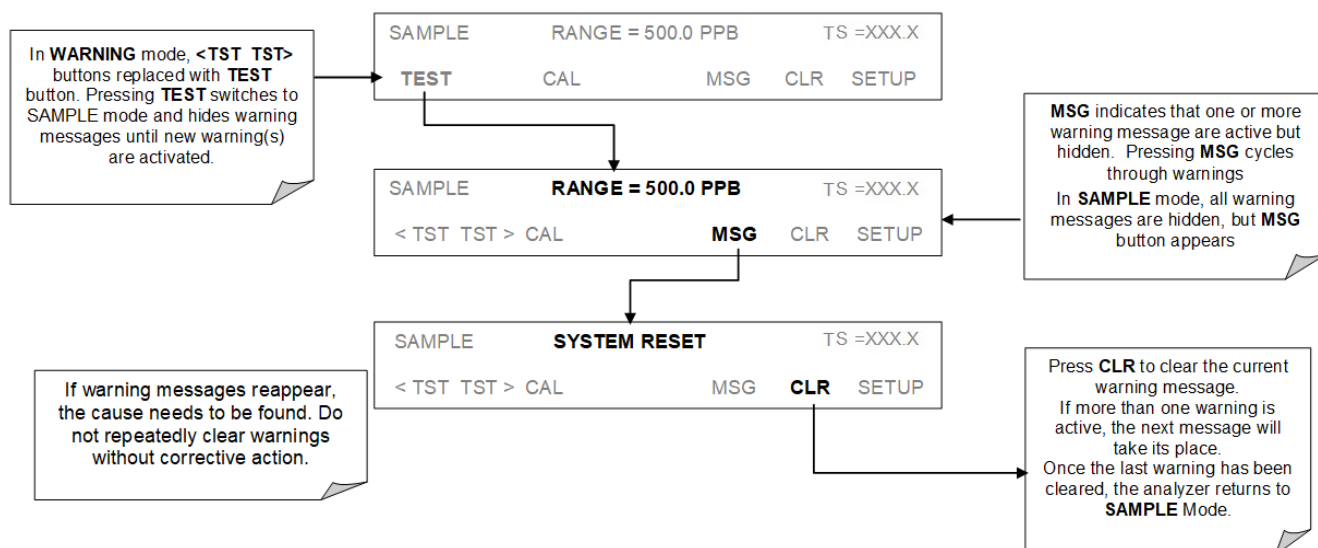 In WARNING mode, <TST TST>
buttons replaced with TEST
button. Pressing TEST switches to
SAMPLE mode and hides warning
messages until new warning(s)
are activated.
SAMPLE RANGE = 500.0 PPB TS =XXX.X
TEST CAL MSG CLR SETUP
MSG indicates that one or more
warning message are active but
hidden. Pressing MSG cycles
through warnings
In SAMPLE mode, all warning
messages are hidden, but MSG
button appears
SAMPLE RANGE = 500.0 PPB TS =XXX.X
< TST TST > CAL MSG CLR SETUP
SAMPLE SYSTEM RESET TS =XXX.X
< TST TST > CAL MSG CLR SETUP
If warning messages reappear,
the cause needs to be found. Do
not repeatedly clear warnings
without corrective action.
Press CLR to clear the current
warning message.
If more than one warning is
active, the next message will
take its place.
Once the last warning has been
cleared, the analyzer returns to
SAMPLE Mode.